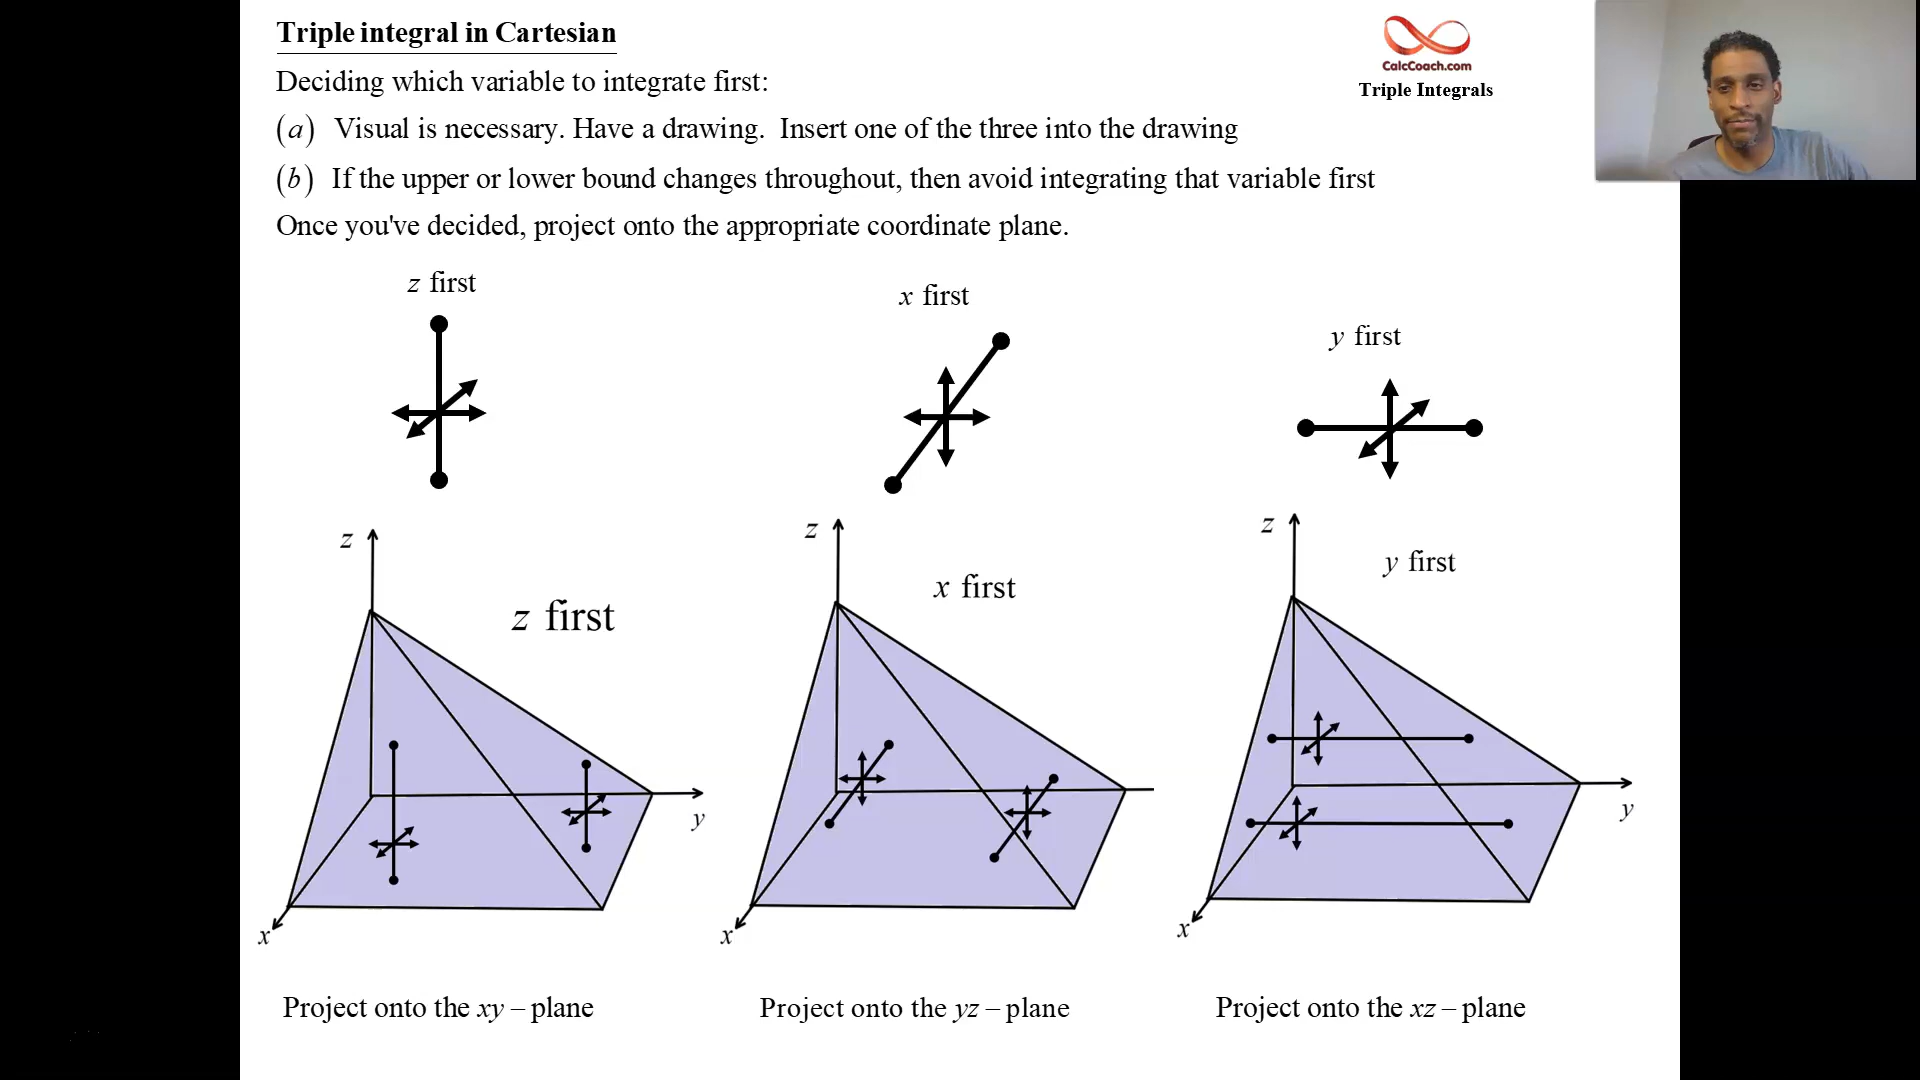 Triple integral in Cartesian
CalcCoach.com
Triple Integrals
Deciding which variable to integrate first:
(a) Visual is necessary. Have a drawing. Insert one of the three into the drawing
(b) If the upper or lower bound changes throughout, then avoid integrating that variable first
Once you've decided, project onto the appropriate coordinate plane.
z first
x first
y first
z
z first
y
x
z
x first
x
z
y first
y
x
Project onto the xy – plane
Project onto the yz – plane
Project onto the xz – plane